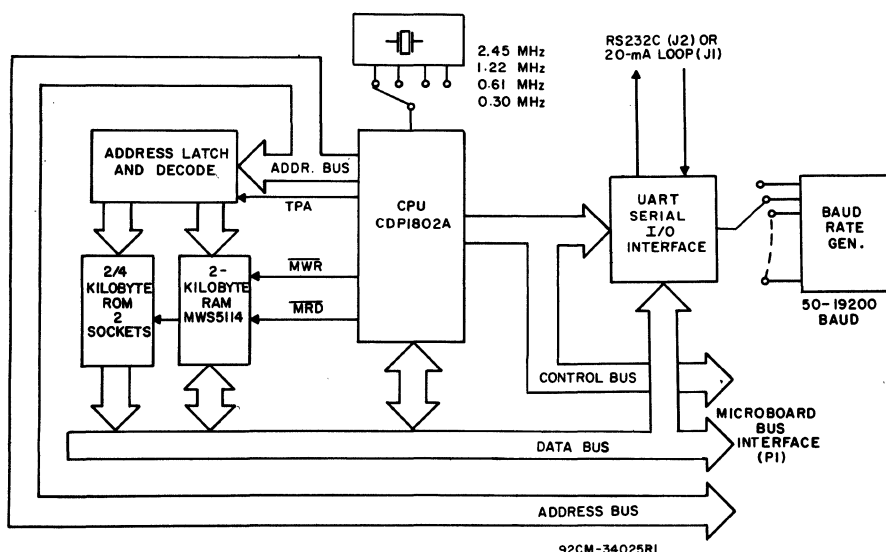 2.45 MHz
1.22 MHz
0.61 MHz
0.30 MHz
RS232C (J2) OR
20-mA LOOP (J1)
ADDRESS LATCH
AND DECODE
ADDR. BUS
TPA
CPU
CDP1802A
UART
SERIAL
I/O
INTERFACE
BAUD
RATE
GEN.
50-19200
BAUD
2/4
KILOBYTE
ROM
2
SOCKETS
2-
KILOBYTE
RAM
MWS5114
MWR
MRD
CONTROL BUS
MICROBOARD
BUS
INTERFACE
(P1)
DATA BUS
ADDRESS BUS
92CM-34025R1